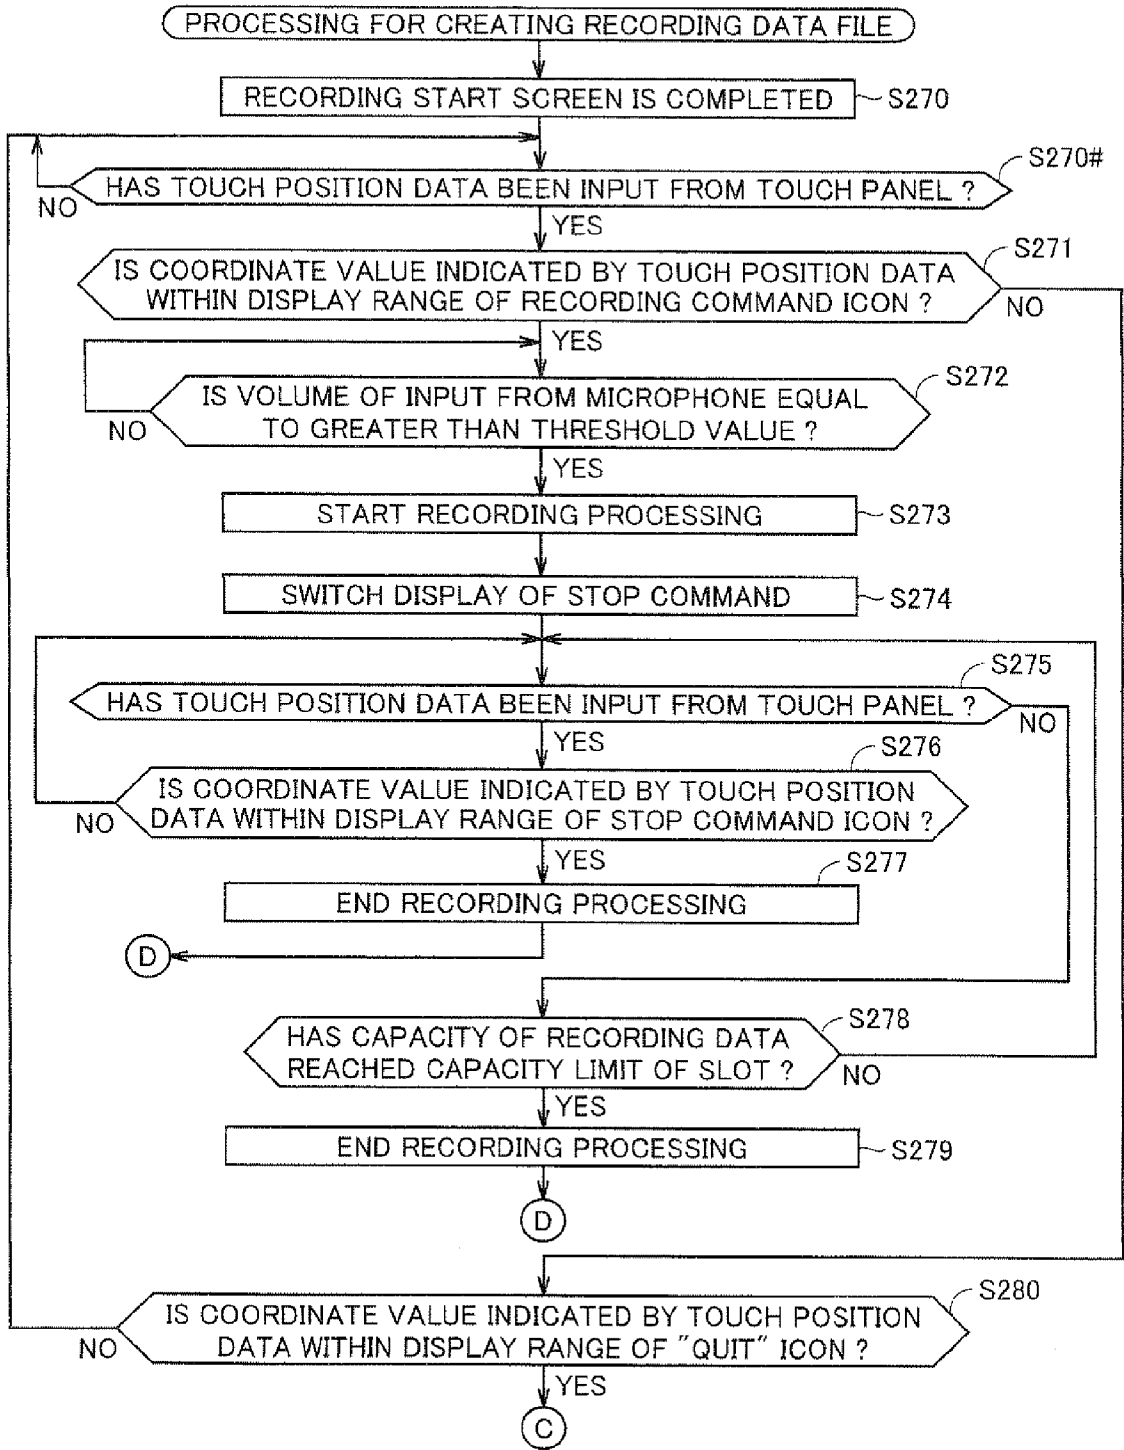 PROCESSING FOR CREATING RECORDING DATA FILE
RECORDING START SCREEN IS COMPLETED
S270
S270#
HAS TOUCH POSITION DATA BEEN INPUT FROM TOUCH PANEL ?
NO
YES
S271
IS COORDINATE VALUE INDICATED BY TOUCH POSITION DATA
WITHIN DISPLAY RANGE OF RECORDING COMMAND ICON ?
NO
YES
S272
IS VOLUME OF INPUT FROM MICROPHONE EQUAL
TO GREATER THAN THRESHOLD VALUE ?
NO
YES
START RECORDING PROCESSING
S273
SWITCH DISPLAY OF STOP COMMAND
S274
S275
HAS TOUCH POSITION DATA BEEN INPUT FROM TOUCH PANEL ?
NO
YES
S276
IS COORDINATE VALUE INDICATED BY TOUCH POSITION
DATA WITHIN DISPLAY RANGE OF STOP COMMAND ICON ?
NO
YES
S277
END RECORDING PROCESSING
D
S278
HAS CAPACITY OF RECORDING DATA
REACHED CAPACITY LIMIT OF SLOT ?
NO
YES
END RECORDING PROCESSING
S279
D
S280
IS COORDINATE VALUE INDICATED BY TOUCH POSITION
DATA WITHIN DISPLAY RANGE OF "QUIT" ICON ?
NO
YES
C